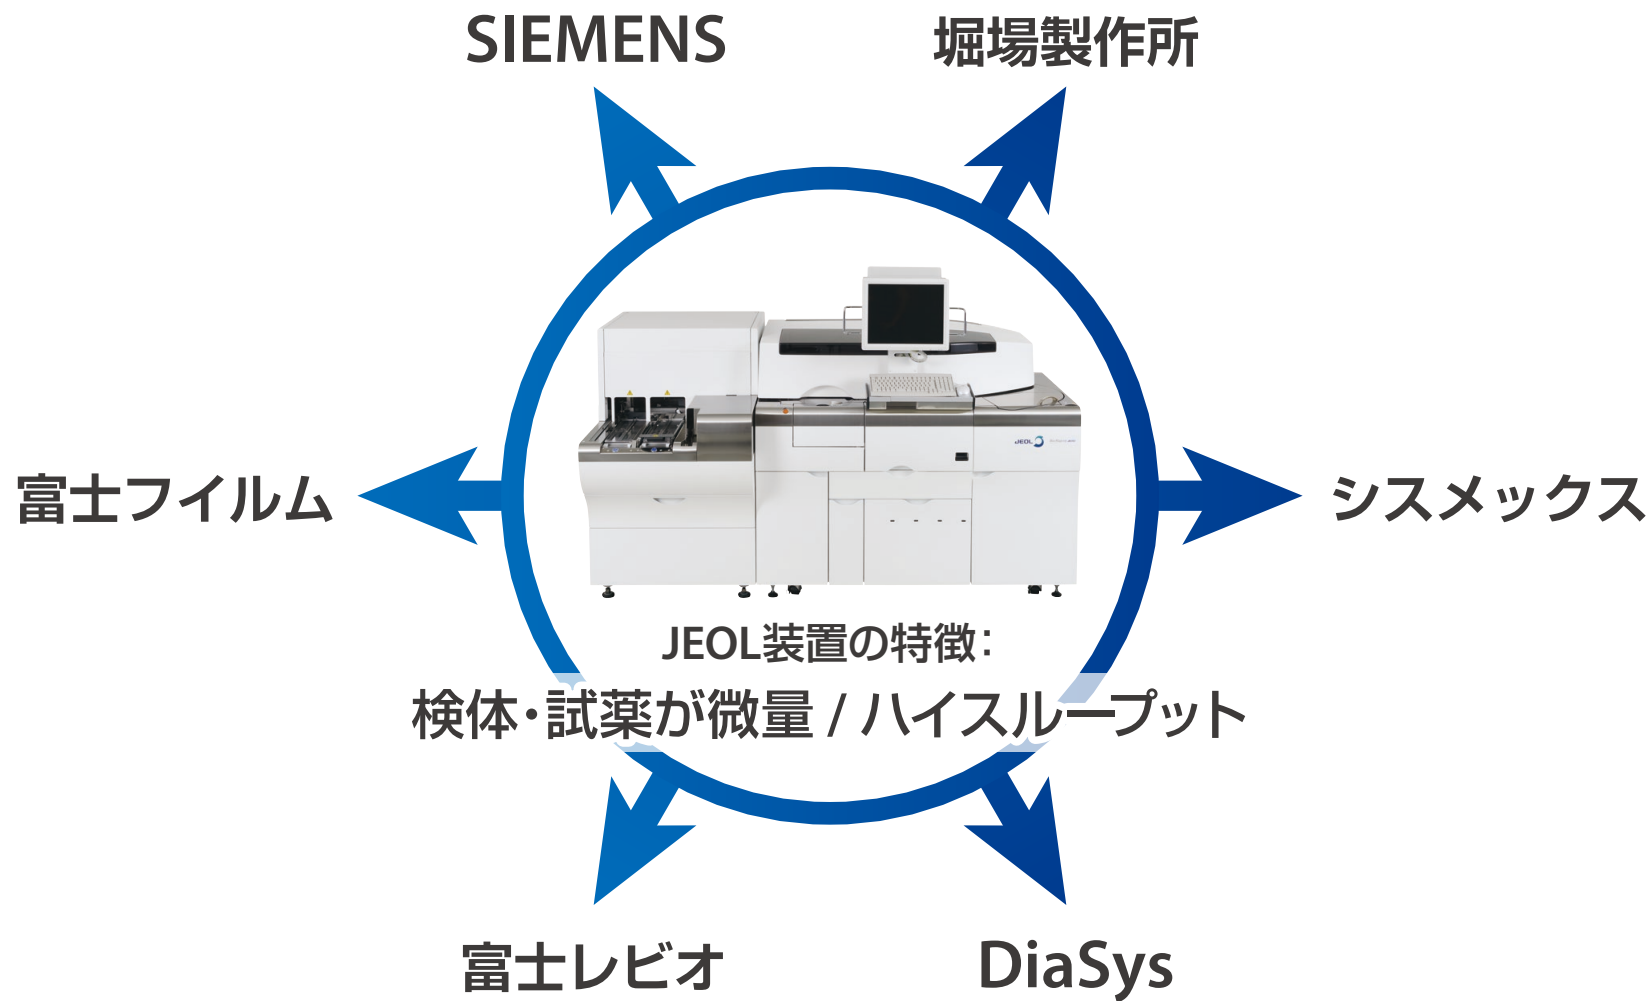 SIEMENS
堀場製作所
JEOL
富士フイルム
シスメックス
JEOL装置の特徴:
検体・試薬が微量 / ハイスループット
富士レビオ
DiaSys